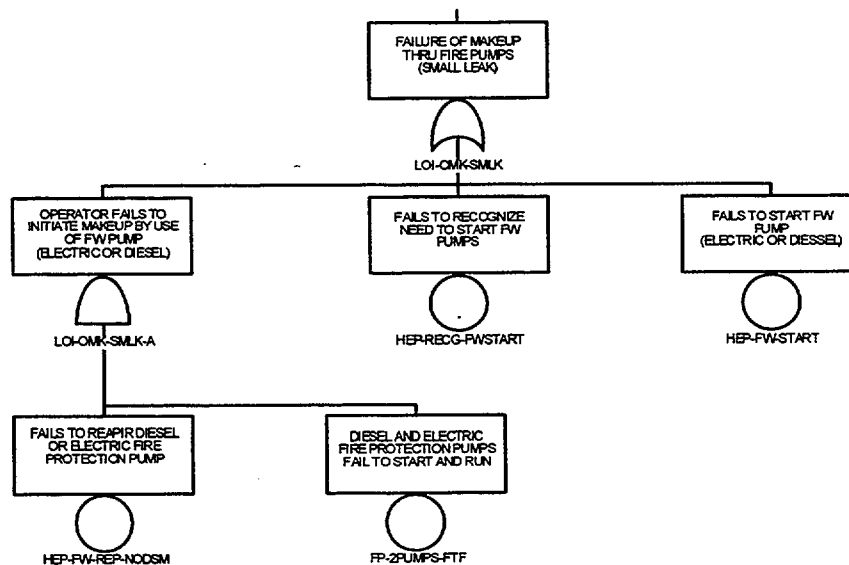 FAILURE OF MAKEUP
THRU FIRE PUMPS
(SMALL LEAK)
LOI-OMK-SMLK
OPERATOR FAILS TO
INITIATE MAKEUP BY USE
OF FW PUMP
(ELECTRIC OR DIESEL)
LOI-OMK-SMLK-A
FAILS TO RECOGNIZE
NEED TO START FW
PUMPS
HEP-RECG-FWSTART
FAILS TO START FW
PUMP
(ELECTRIC OR DIESSEL)
HEP-FW-START
FAILS TO REAPIR DIESEL
OR ELECTRIC FIRE
PROTECTION PUMP
HEP-FW-REP-NODSM
DIESEL AND ELECTRIC
FIRE PROTECTION PUMPS
FAIL TO START AND RUN
FP-2PUMPS-FTF